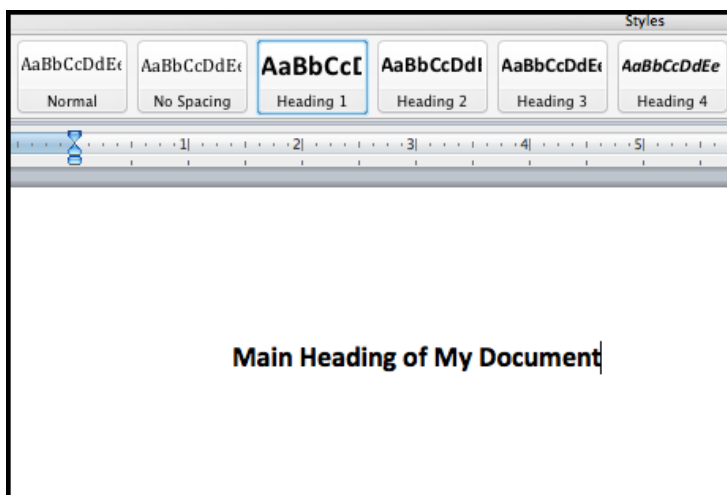 Styles
AaBbCcDdEe AaBbCcDdEe AaBbCcD AaBbCcDdE AaBbCcDdEe AaBbCcDdEe
Normal No Spacing Heading 1 Heading 2 Heading 3 Heading 4
1 2 3 4 5
Main Heading of My Document